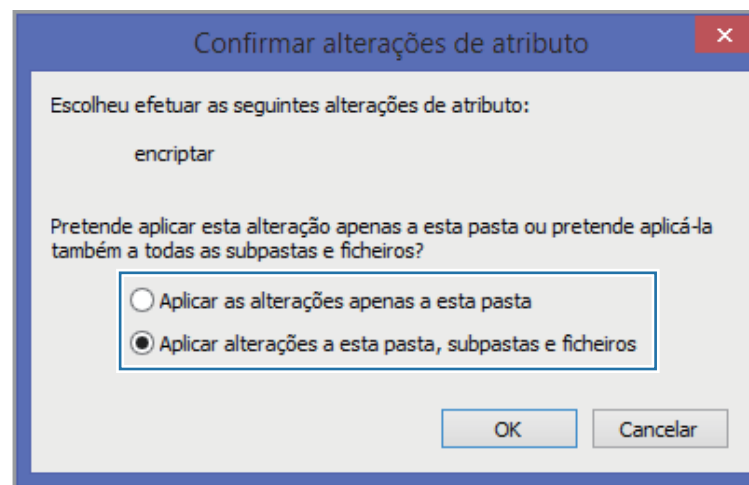 Confirmar alterações de atributo
Escolheu efetuar as seguintes alterações de atributo:
encriptar
Pretende aplicar esta alteração apenas a esta pasta ou pretende aplicá-la
também a todas as subpastas e ficheiros?
Aplicar as alterações apenas a esta pasta
Aplicar alterações a esta pasta, subpastas e ficheiros
OK Cancelar